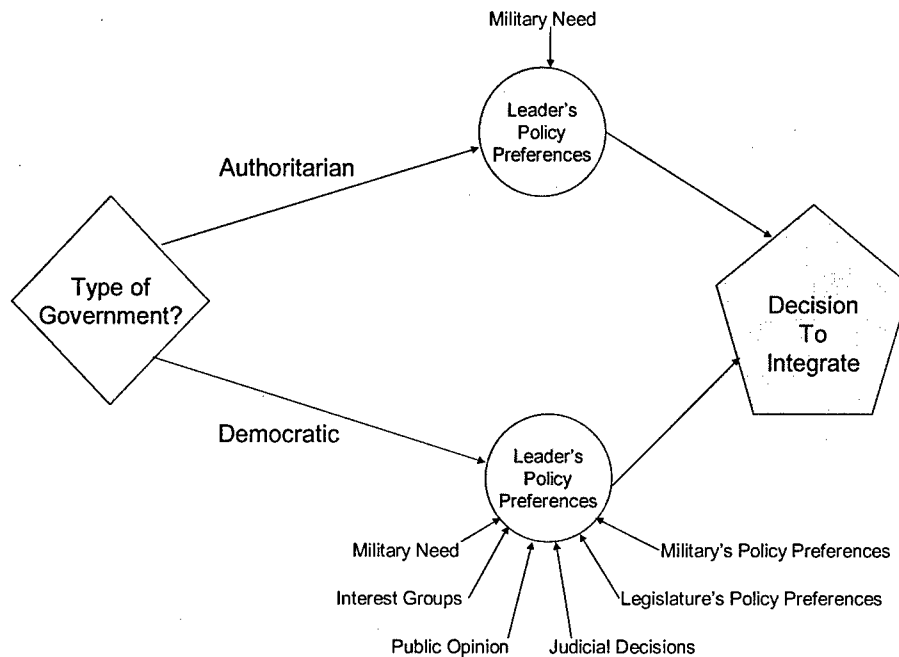 Military Need
Leader's
Policy
Preferences
Authoritarian
Type of
Government?
Decision
To
Integrate
Democratic
Leader's
Policy
Preferences
Military Need
Military's Policy Preferences
Interest Groups
Legislature's Policy Preferences
Public Opinion
Judicial Decisions